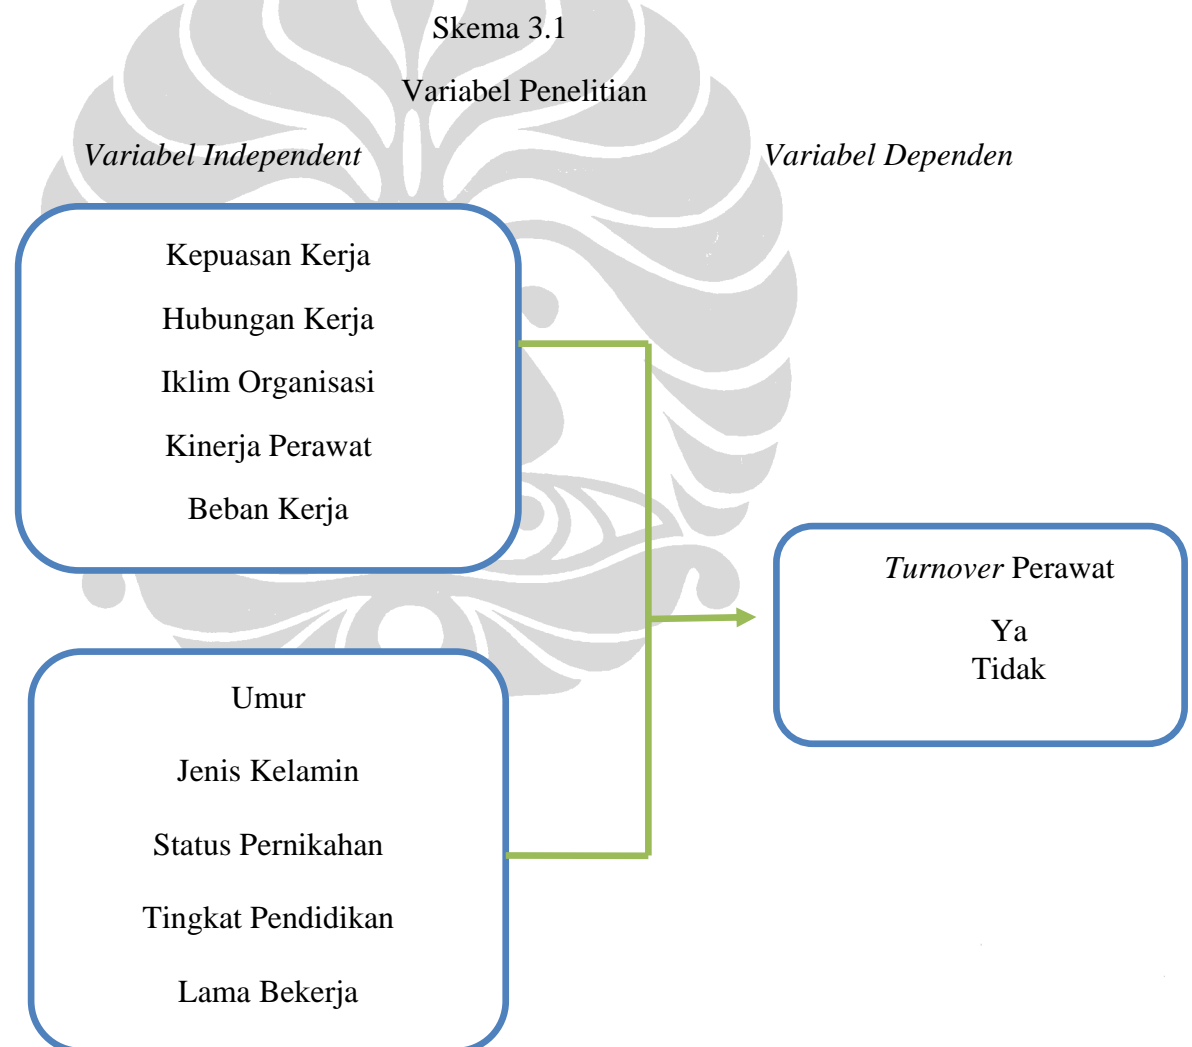 Skema 3.1
Variabel Penelitian
Variabel Independent
Variabel Dependen
Kepuasan Kerja
Hubungan Kerja
Iklim Organisasi
Kinerja Perawat
Beban Kerja
Umur
Jenis Kelamin
Status Pernikahan
Tingkat Pendidikan
Lama Bekerja
Turnover Perawat
Ya
Tidak